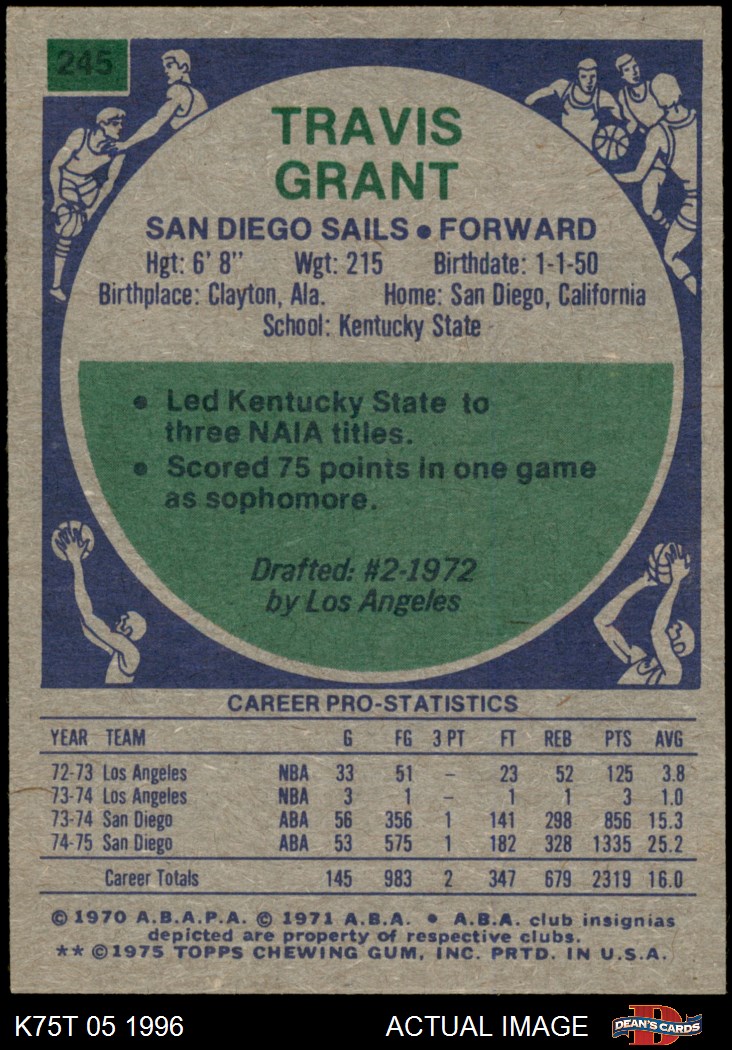 245
TRAVIS
GRANT
SAN DIEGO SAILS • FORWARD
Hgt: 6' 8" Wgt: 215 Birthdate: 1-1-50
Birthplace: Clayton, Ala. Home: San Diego, California
School: Kentucky State
• Led Kentucky State to
three NAIA titles.
• Scored 75 points in one game
as sophomore.
Drafted: #2-1972
by Los Angeles
CAREER PRO-STATISTICS
YEAR TEAM G FG 3 PT FT REB PTS AVG
72-73 Los Angeles NBA 33 51 – 23 52 125 3.8
73-74 Los Angeles NBA 3 1 – 1 1 3 1.0
73-74 San Diego ABA 56 356 1 141 298 856 15.3
74-75 San Diego ABA 53 575 1 182 328 1335 25.2
Career Totals 145 983 2 347 679 2319 16.0
© 1970 A.B.A.P.A. © 1971 A.B.A. • A.B.A. club insignias
depicted are property of respective clubs.
** © 1975 TOPPS CHEWING GUM, INC. PRTD. IN U.S.A.
K75T 05 1996 ACTUAL IMAGE D DEAN'S CARDS